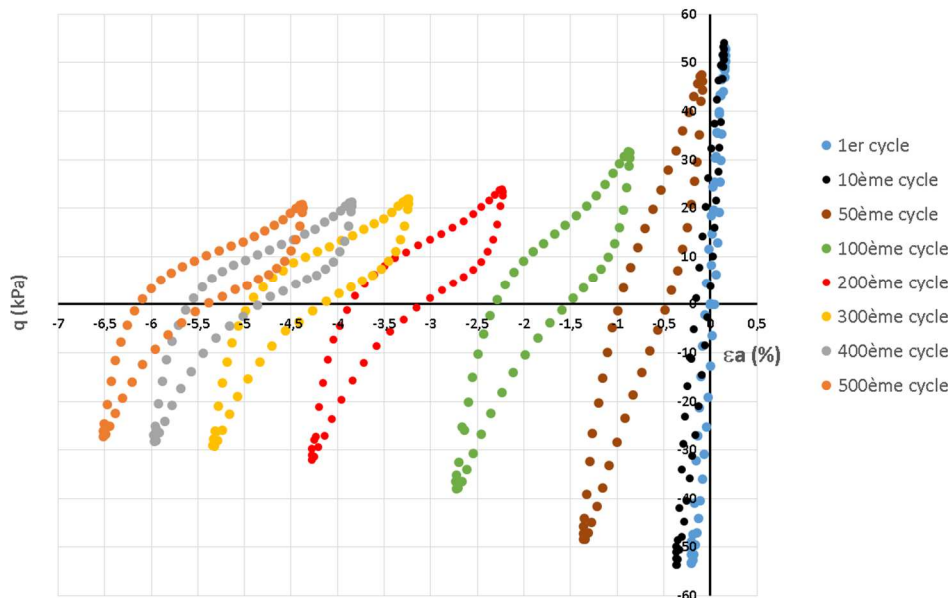 60
50
40
30
20
10
0
-10
-20
-30
-40
-50
-60
-7
-6,5
-6
-5,5
-5
-4,5
-4
-3,5
-3
-2,5
-2
-1,5
-1
-,5
0
0,5
q (kPa)
εa (%)
1er cycle
10ème cycle
50ème cycle
100ème cycle
200ème cycle
300ème cycle
400ème cycle
500ème cycle